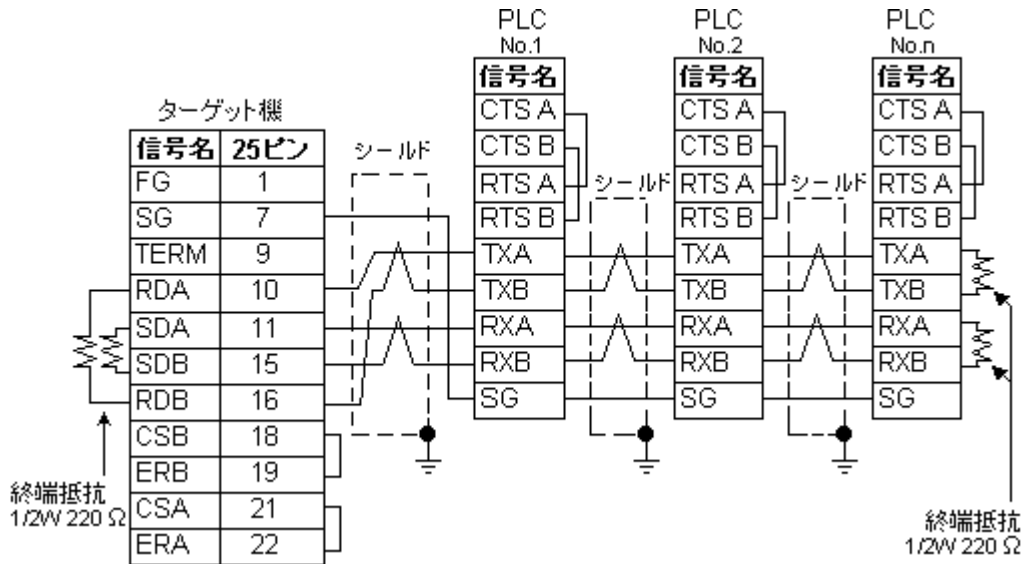 PLC
No.1
PLC
No.2
PLC
No.n
ターゲット機
信号名 25ピン
FG 1
SG 7
TERM 9
RDA 10
SDA 11
SDB 15
RDB 16
CSB 18
ERB 19
CSA 21
ERA 22
終端抵抗
1/2W 220 Ω
シールド
信号名
CTS A
CTS B
RTS A
RTS B
TXA
TXB
RXA
RXB
SG
シールド
信号名
CTS A
CTS B
RTS A
RTS B
TXA
TXB
RXA
RXB
SG
シールド
信号名
CTS A
CTS B
RTS A
RTS B
TXA
TXB
RXA
RXB
SG
終端抵抗
1/2W 220 Ω